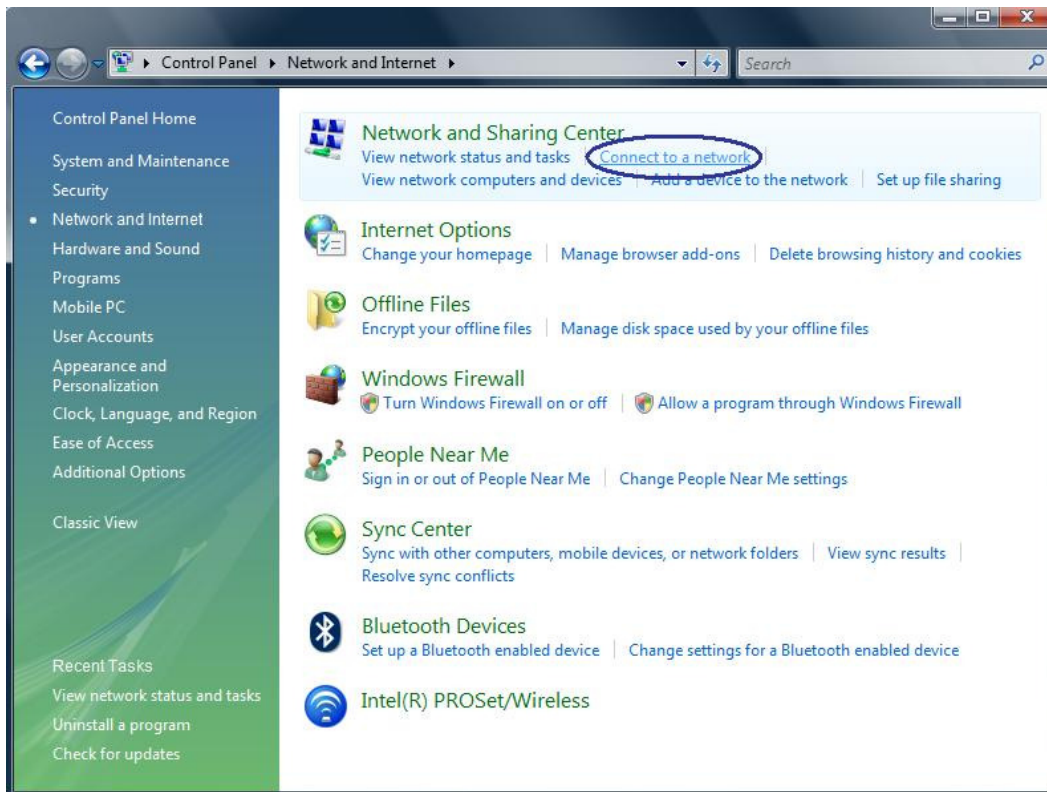 Control Panel Network and Internet
Search
Control Panel Home
System and Maintenance
Security
Network and Internet
Hardware and Sound
Programs
Mobile PC
User Accounts
Appearance and
Personalization
Clock, Language, and Region
Ease of Access
Additional Options
Classic View
Recent Tasks
View network status and tasks
Uninstall a program
Check for updates
Network and Sharing Center
View network status and tasks Connect to a network
View network computers and devices Add a device to the network Set up file sharing
Internet Options
Change your homepage Manage browser add-ons Delete browsing history and cookies
Offline Files
Encrypt your offline files Manage disk space used by your offline files
Windows Firewall
Turn Windows Firewall on or off Allow a program through Windows Firewall
People Near Me
Sign in or out of People Near Me Change People Near Me settings
Sync Center
Sync with other computers, mobile devices, or network folders View sync results
Resolve sync conflicts
Bluetooth Devices
Set up a Bluetooth enabled device Change settings for a Bluetooth enabled device
Intel(R) PROSet/Wireless